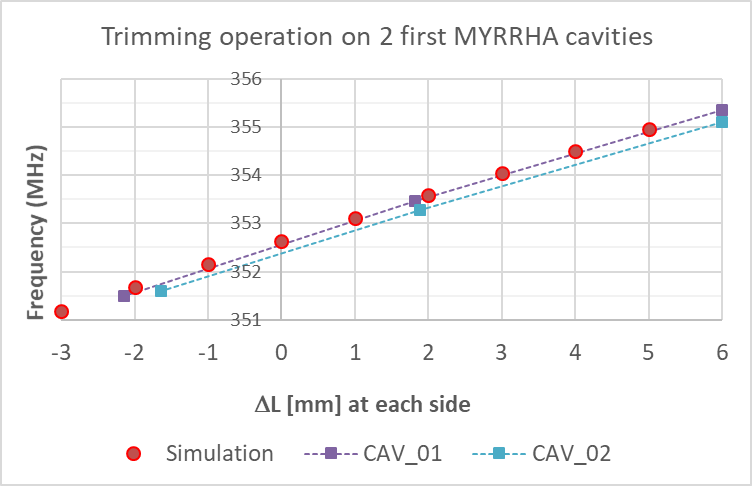 Trimming operation on 2 first MYRRHA cavities
Frequency (MHz)
356
355
354
353
352
351
-3 -2 -1 0 1 2 3 4 5 6
ΔL [mm] at each side
Simulation CAV_01 CAV_02